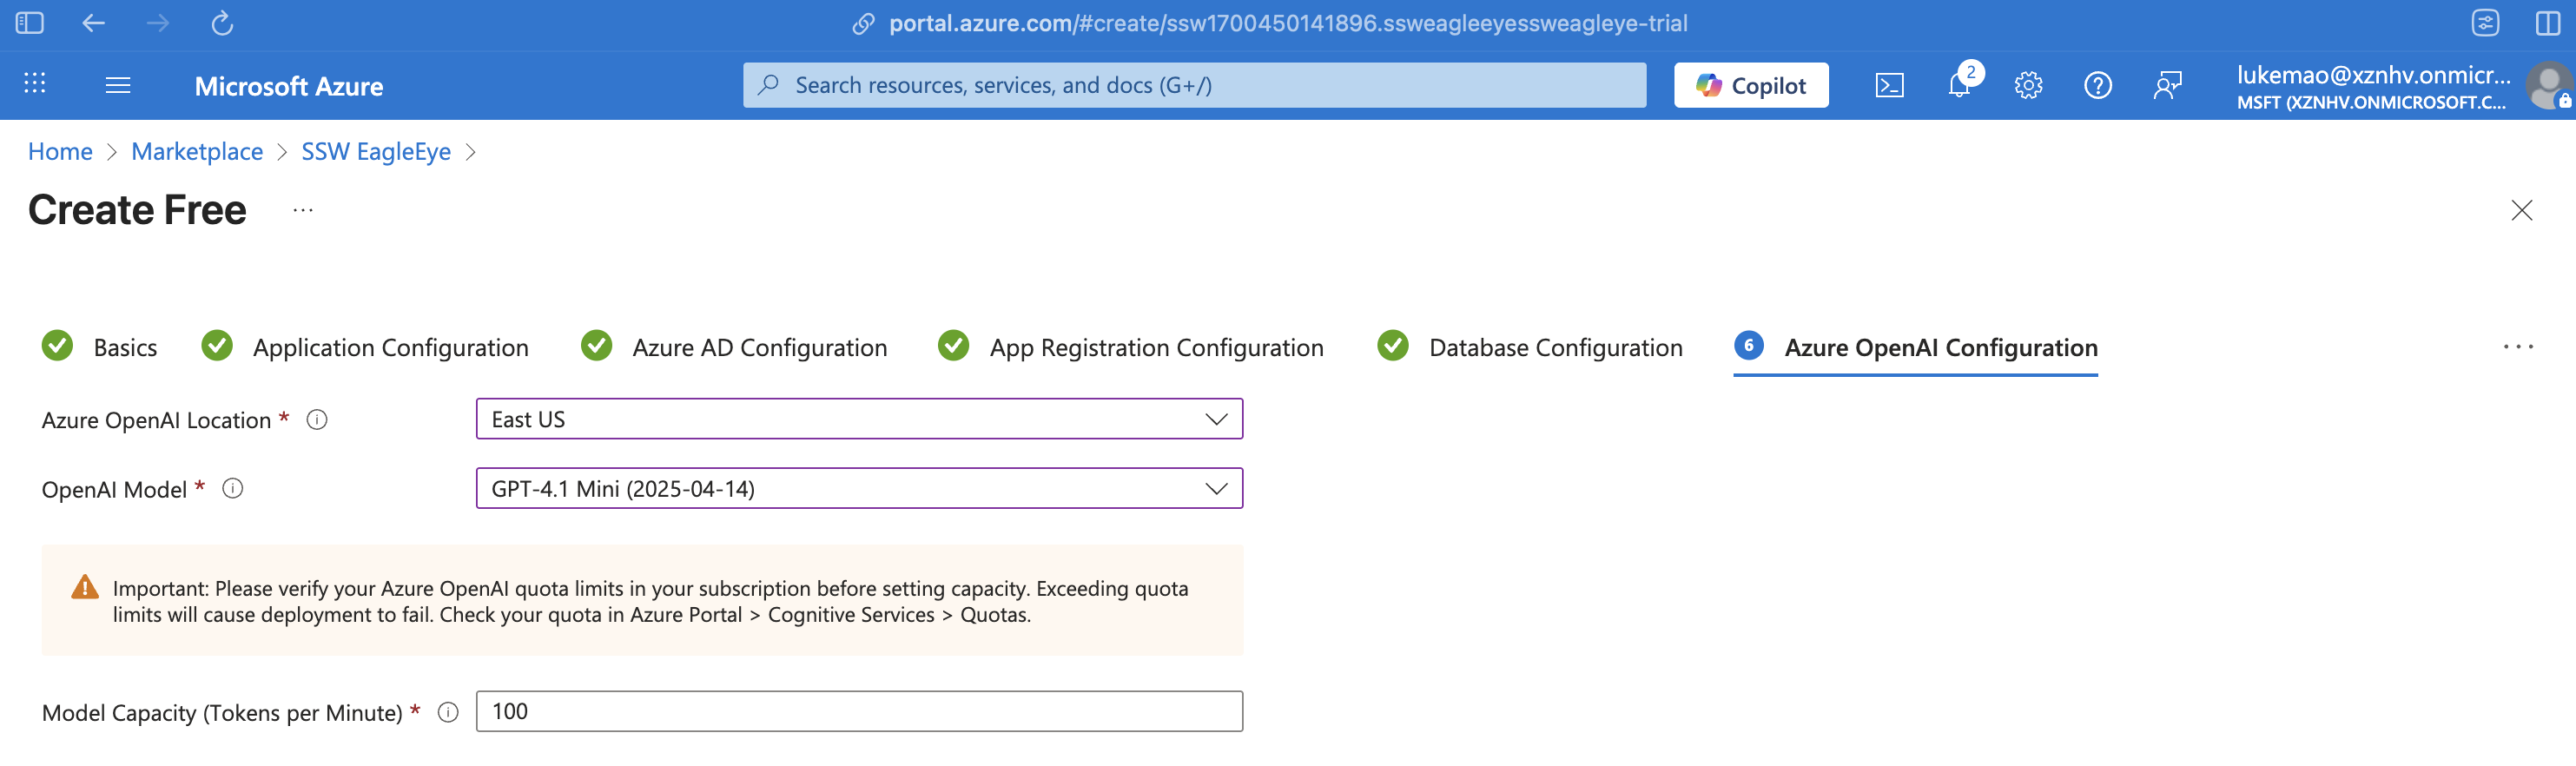 portal.azure.com/#create/ssw1700450141896.ssweagleeyessweagleye-trial
Microsoft Azure
Search resources, services, and docs (G+/)
Copilot
2
lukemao@xznhv.onmicr...
MSFT (XZNHV.ONMICROSOFT.C...
Home > Marketplace > SSW EagleEye >
Create Free ...
Basics
Application Configuration
Azure AD Configuration
App Registration Configuration
Database Configuration
6 Azure OpenAI Configuration
Azure OpenAI Location *
East US
OpenAI Model *
GPT-4.1 Mini (2025-04-14)
Important: Please verify your Azure OpenAI quota limits in your subscription before setting capacity. Exceeding quota
limits will cause deployment to fail. Check your quota in Azure Portal > Cognitive Services > Quotas.
Model Capacity (Tokens per Minute) *
100